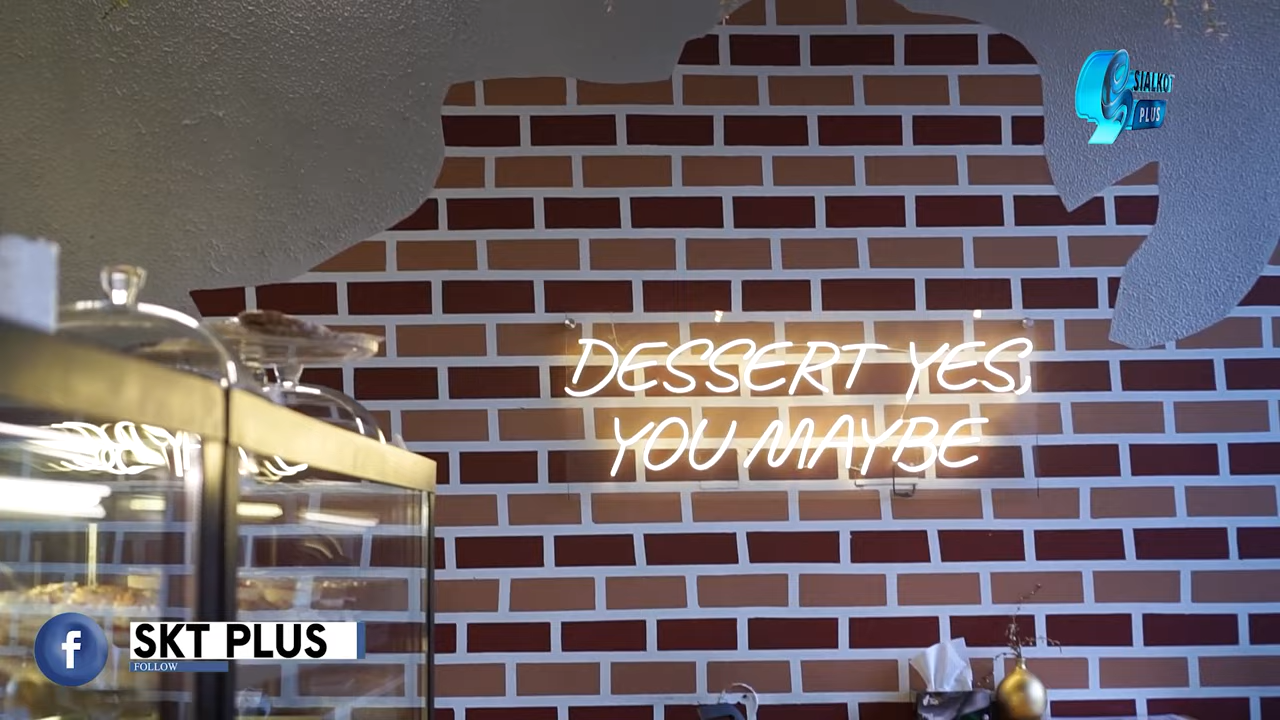 SIALKOT
PLUS
DESSERT YES,
YOU MAYBE
f
SKT PLUS
FOLLOW